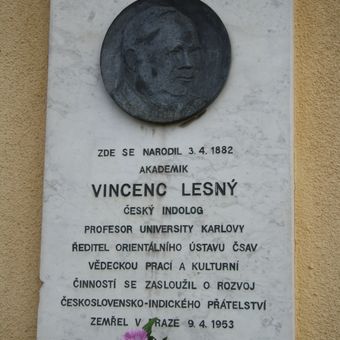 ZDE SE NARODIL 3. 4. 1882
AKADEMIK
VINCENC LESNÝ
ČESKÝ INDOLOG
PROFESOR UNIVERSITY KARLOVY
ŘEDITEL ORIENTÁLNÍHO ÚSTAVU ČSAV
VĚDECKOU PRACÍ A KULTURNÍ
ČINNOSTÍ SE ZASLOUŽIL O ROZVOJ
ČESKOSLOVENSKO-INDICKÉHO PŘÁTELSTVÍ
ZEMŘEL V PRAZE 9. 4. 1953